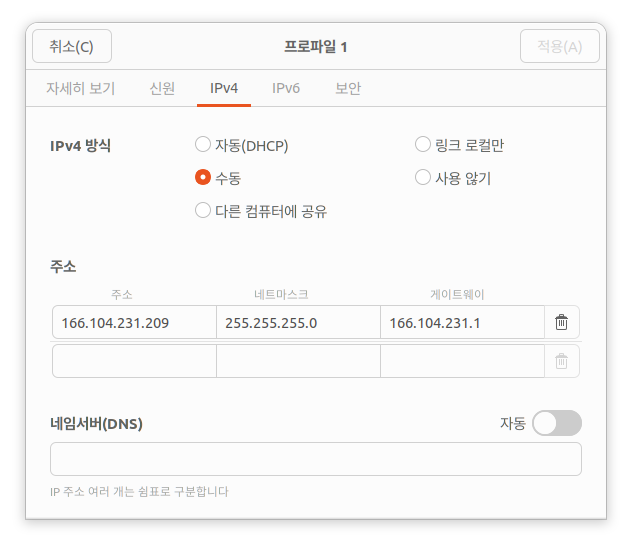 취소(C) 프로파일 1 적용(A)
자세히 보기 신원 IPv4 IPv6 보안
IPv4 방식 자동(DHCP) 링크 로컬만
수동 사용 않기
다른 컴퓨터에 공유
주소
주소 네트마스크 게이트웨이
166.104.231.209 255.255.255.0 166.104.231.1
네임서버(DNS) 자동
IP 주소 여러 개는 쉼표로 구분합니다